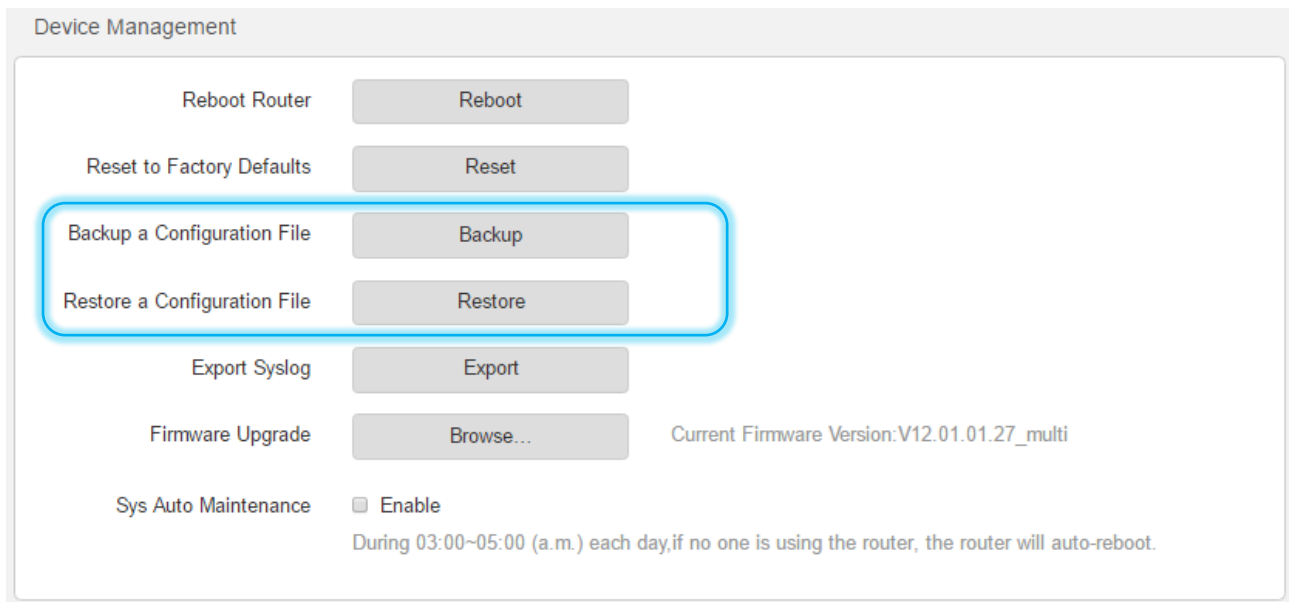 Device Management
Reboot Router Reboot
Reset to Factory Defaults Reset
Backup a Configuration File Backup
Restore a Configuration File Restore
Export Syslog Export
Firmware Upgrade Browse... Current Firmware Version:V12.01.01.27_multi
Sys Auto Maintenance Enable
During 03:00~05:00 (a.m.) each day,if no one is using the router, the router will auto-reboot.